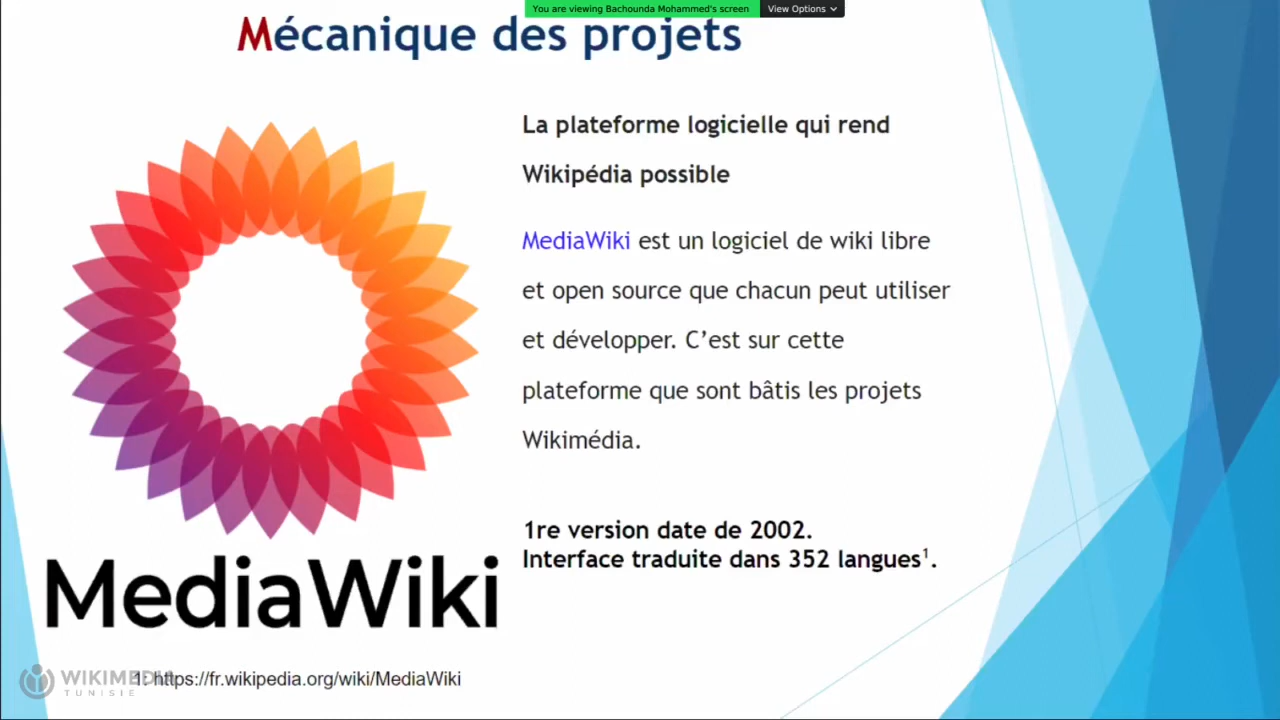 You are viewing Bachounda Mohammed's screen View Options
Mécanique des projets
La plateforme logicielle qui rend
Wikipédia possible
MediaWiki est un logiciel de wiki libre
et open source que chacun peut utiliser
et développer. C’est sur cette
plateforme que sont bâtis les projets
Wikimédia.
1re version date de 2002.
Interface traduite dans 352 langues¹.
MediaWiki
1: https://fr.wikipedia.org/wiki/MediaWiki
WIKIMEDIA
TUNISIE